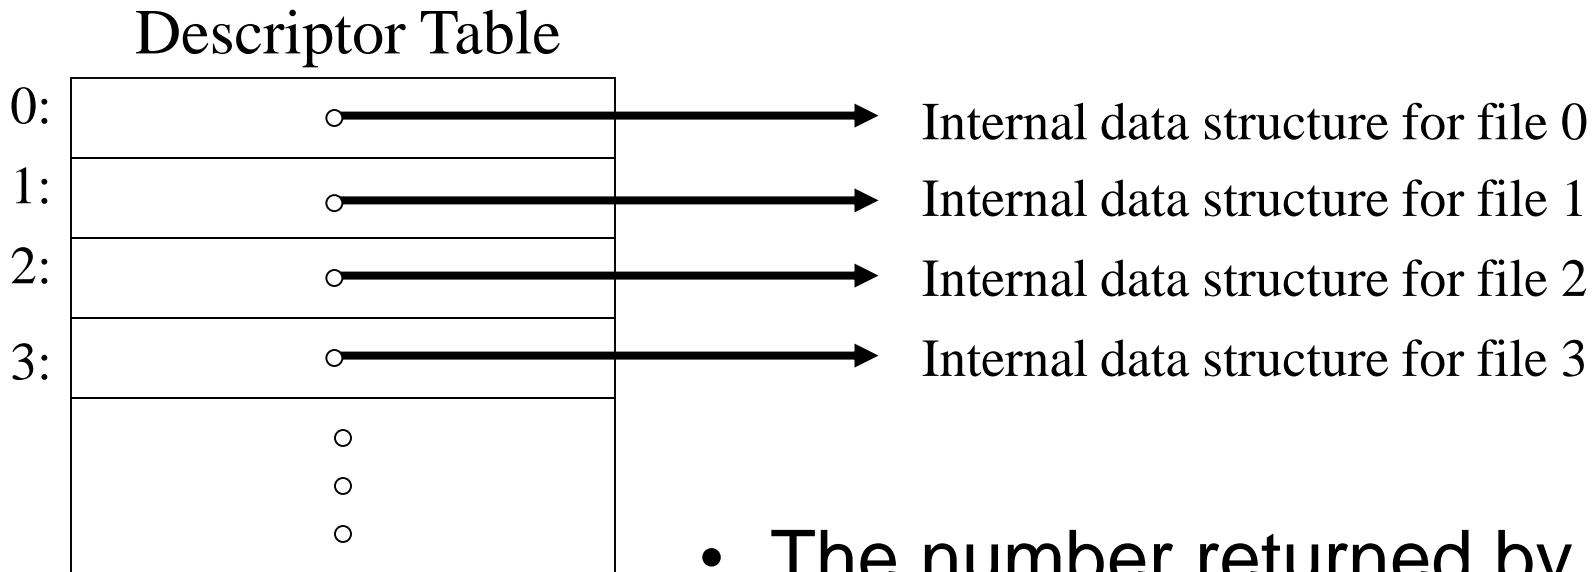 Descriptor Table
0:
Internal data structure for file 0
1:
Internal data structure for file 1
2:
Internal data structure for file 2
3:
Internal data structure for file 3
• The number returned by